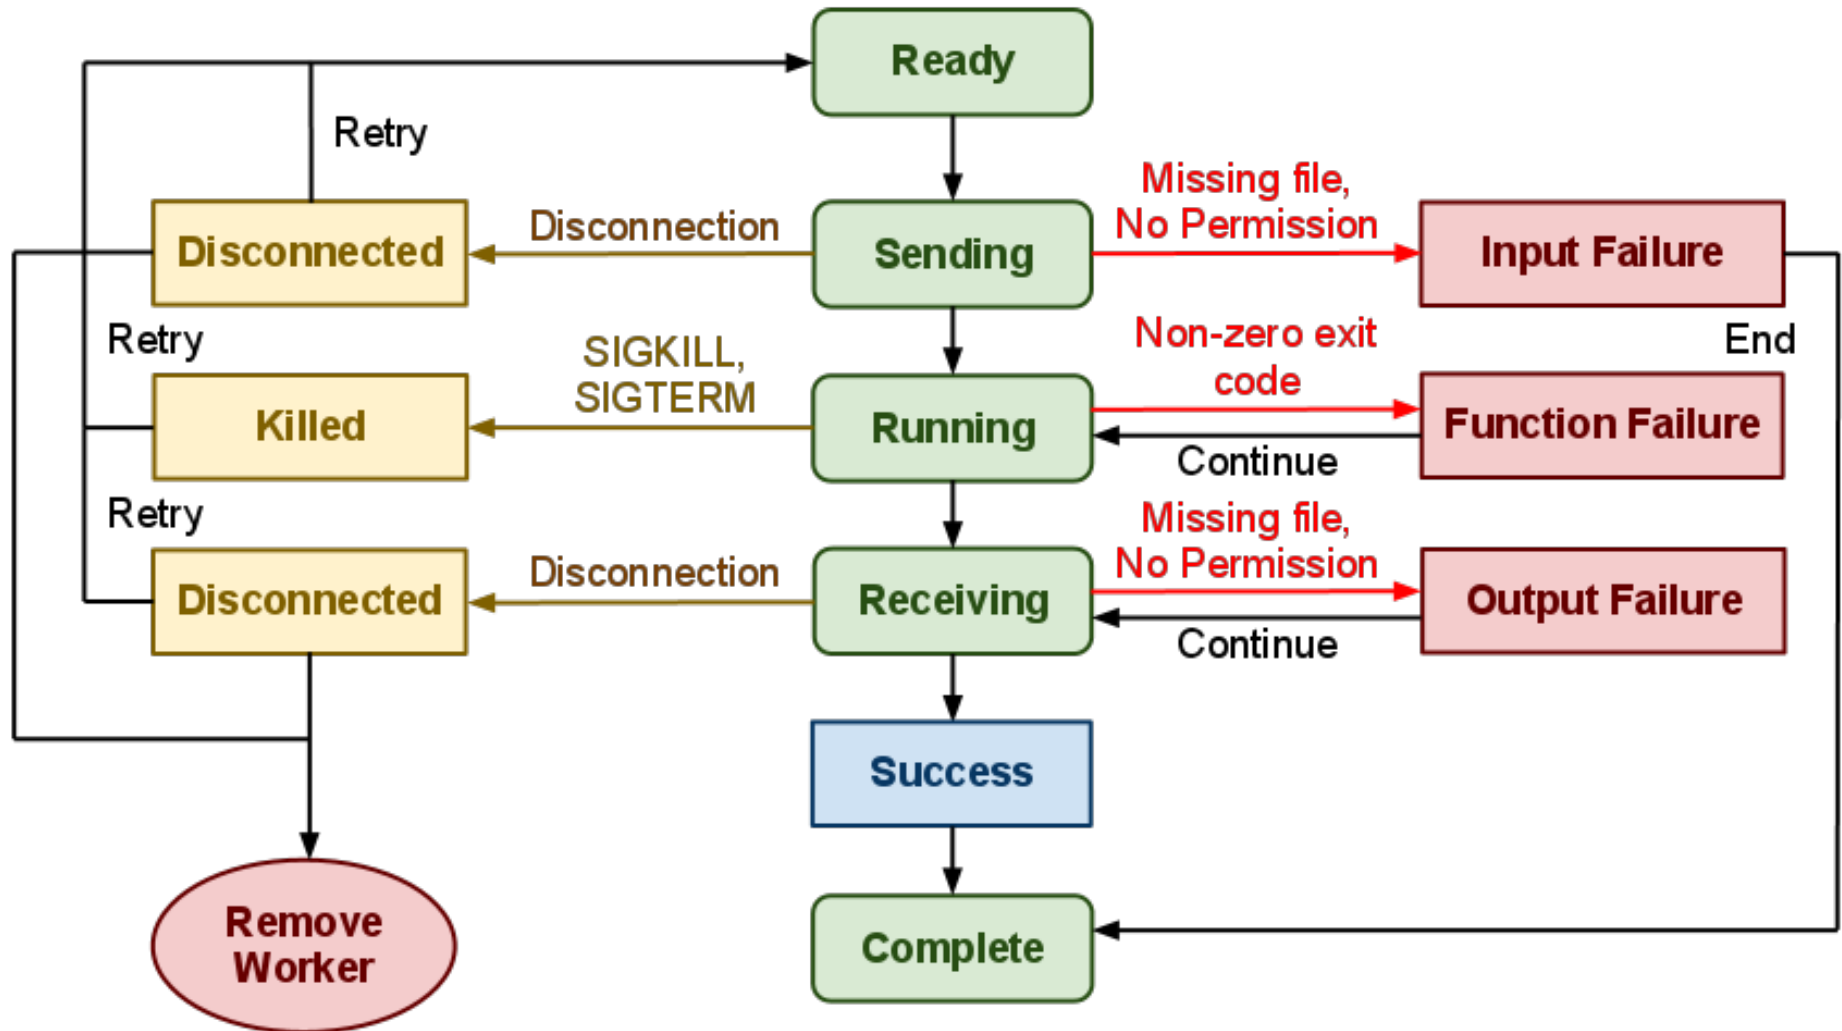 Ready
Retry
Missing file,
No Permission
Disconnected
Disconnection
Sending
Input Failure
Retry
SIGKILL,
SIGTERM
Non-zero exit
code
End
Killed
Running
Function Failure
Continue
Retry
Missing file,
No Permission
Disconnected
Disconnection
Receiving
Output Failure
Continue
Success
Remove
Worker
Complete